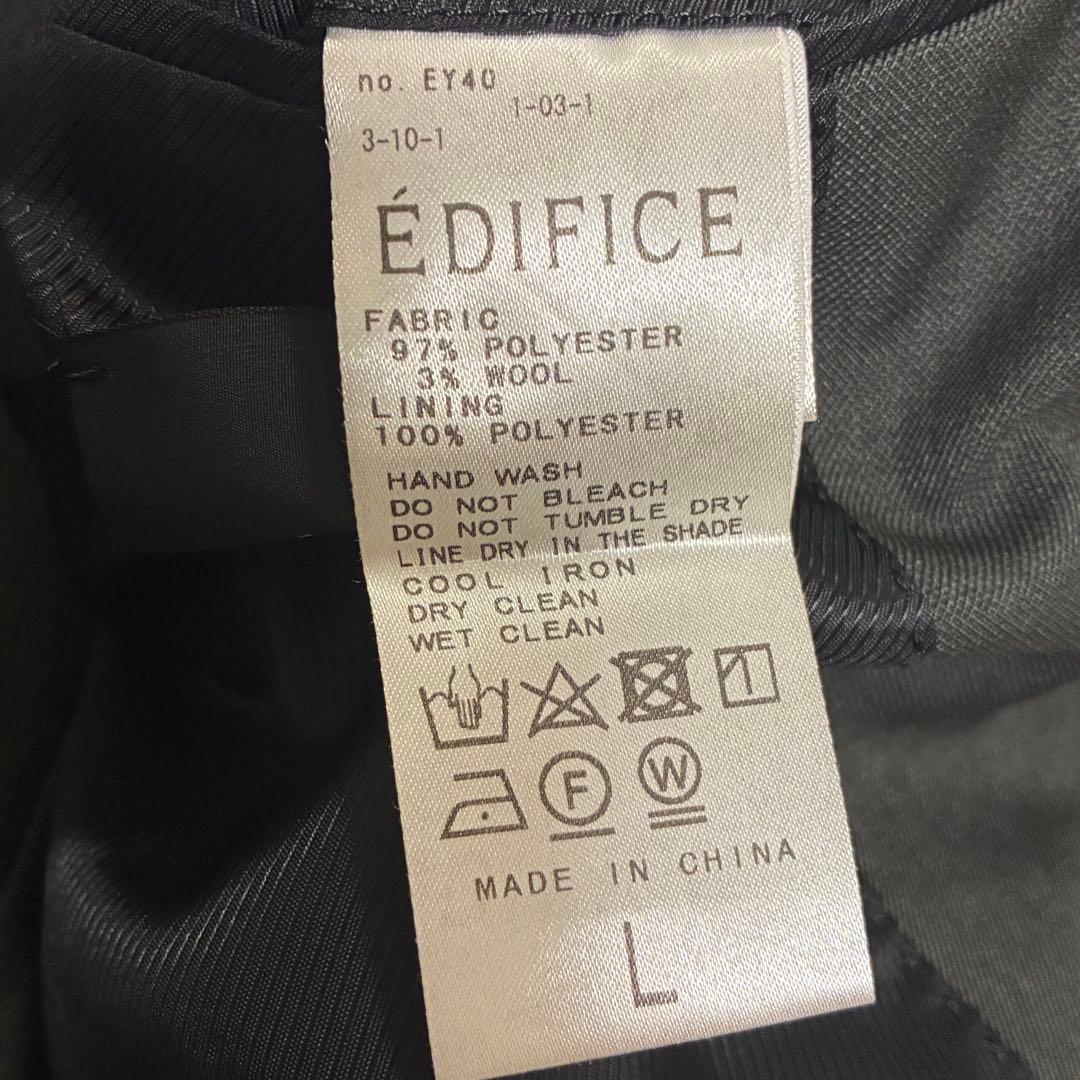 no. EY40
1-03-1
3-10-1
ÉDIFICE
FABRIC
97% POLYESTER
3% WOOL
LINING
100% POLYESTER
HAND WASH
DO NOT BLEACH
DO NOT TUMBLE DRY
LINE DRY IN THE SHADE
COOL IRON
DRY CLEAN
WET CLEAN
F W
MADE IN CHINA
L